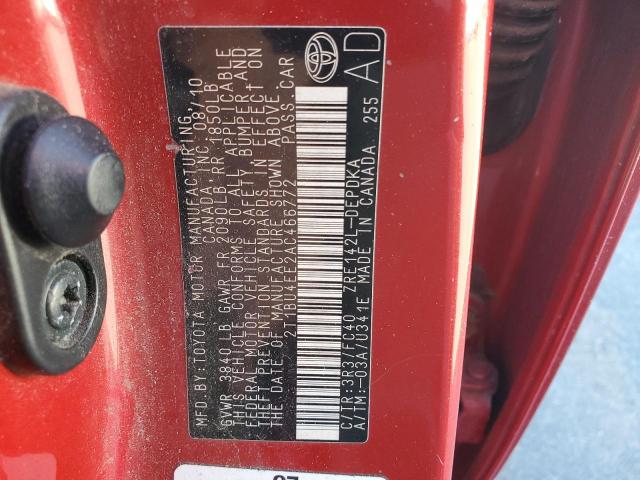 MFD BY:TOYOTA MOTOR MANUFACTURING,
CANADA INC. 08/10
GVWR 3840LB GAWR FR 2090LB RR 1850LB
THIS VEHICLE CONFORMS TO ALL APPLICABLE
FEDERAL MOTOR VEHICLE SAFETY, BUMPER,AND
THEFT PREVENTION STANDARDS IN EFFECT ON
THE DATE OF MANUFACTURE SHOWN ABOVE.
2T1BU4EE2AC466772 PASS.CAR
C/TR:3R3/FC40 ZRE142L-DEPDKA
A/TM:-03A/U341E MADE IN CANADA 255
AD